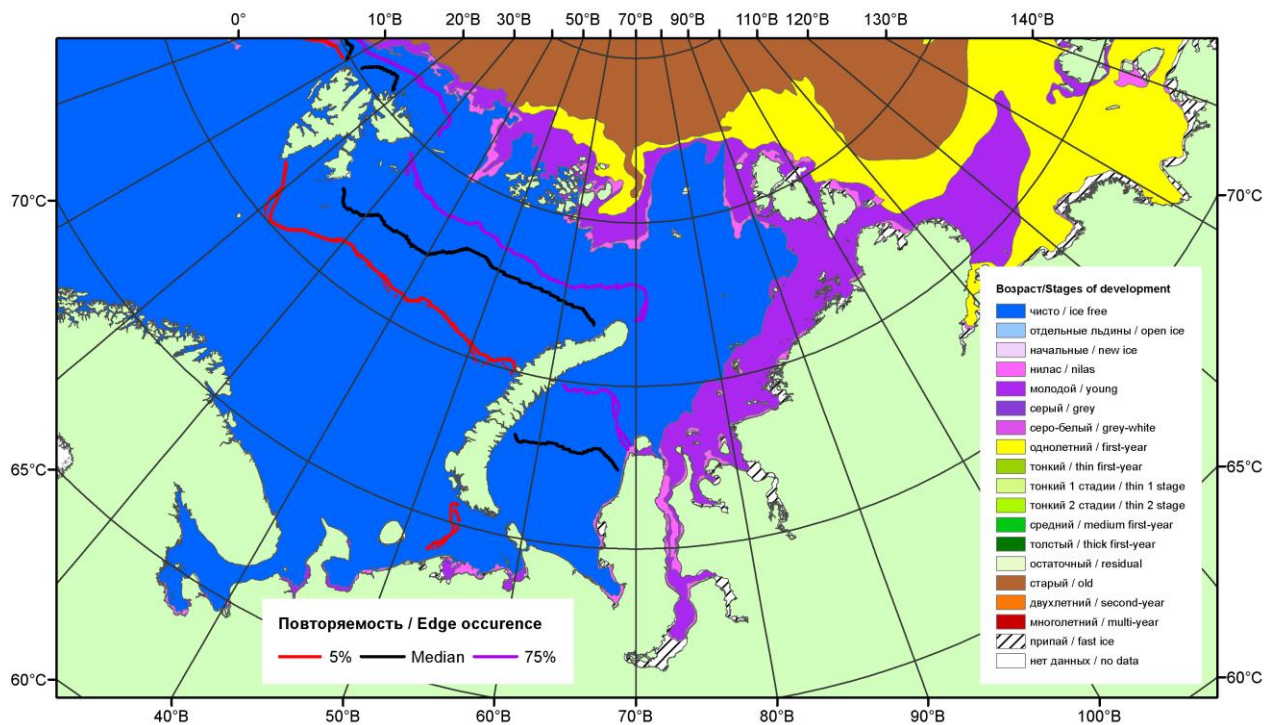 0° 10°В 20°В 30°В 50°В 70°В 90°В 110°В 120°В 130°В 140°В
70°С
70°С
Возраст/Stages of development
чисто / ice free
отдельные льдины / open ice
начальные / new ice
нилас / nilas
молодой / young
серый / grey
серо-белый / grey-white
однолетний / first-year
тонкий / thin first-year
тонкий 1 стадии / thin 1 stage
тонкий 2 стадии / thin 2 stage
средний / medium first-year
толстый / thick first-year
остаточный / residual
старый / old
двухлетний / second-year
многолетний / multi-year
припай / fast ice
нет данных / no data
65°С
65°С
Повторяемость / Edge occurence
5% Median 75%
60°С
60°С
40°В 50°В 60°В 70°В 80°В 90°В 100°В